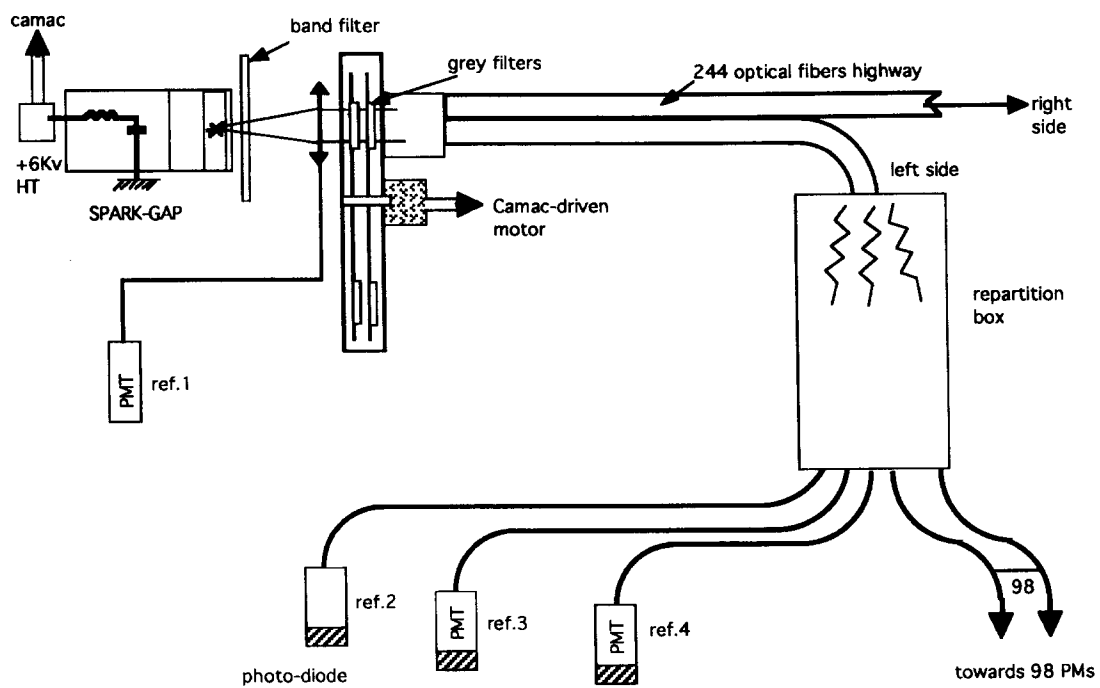 camac
band filter
grey filters
244 optical fibers highway
right
side
+6Kv
HT
SPARK-GAP
left side
Camac-driven
motor
repartition
box
PMT
ref.1
ref.2
PMT
ref.3
PMT
ref.4
98
photo-diode
towards 98 PMs